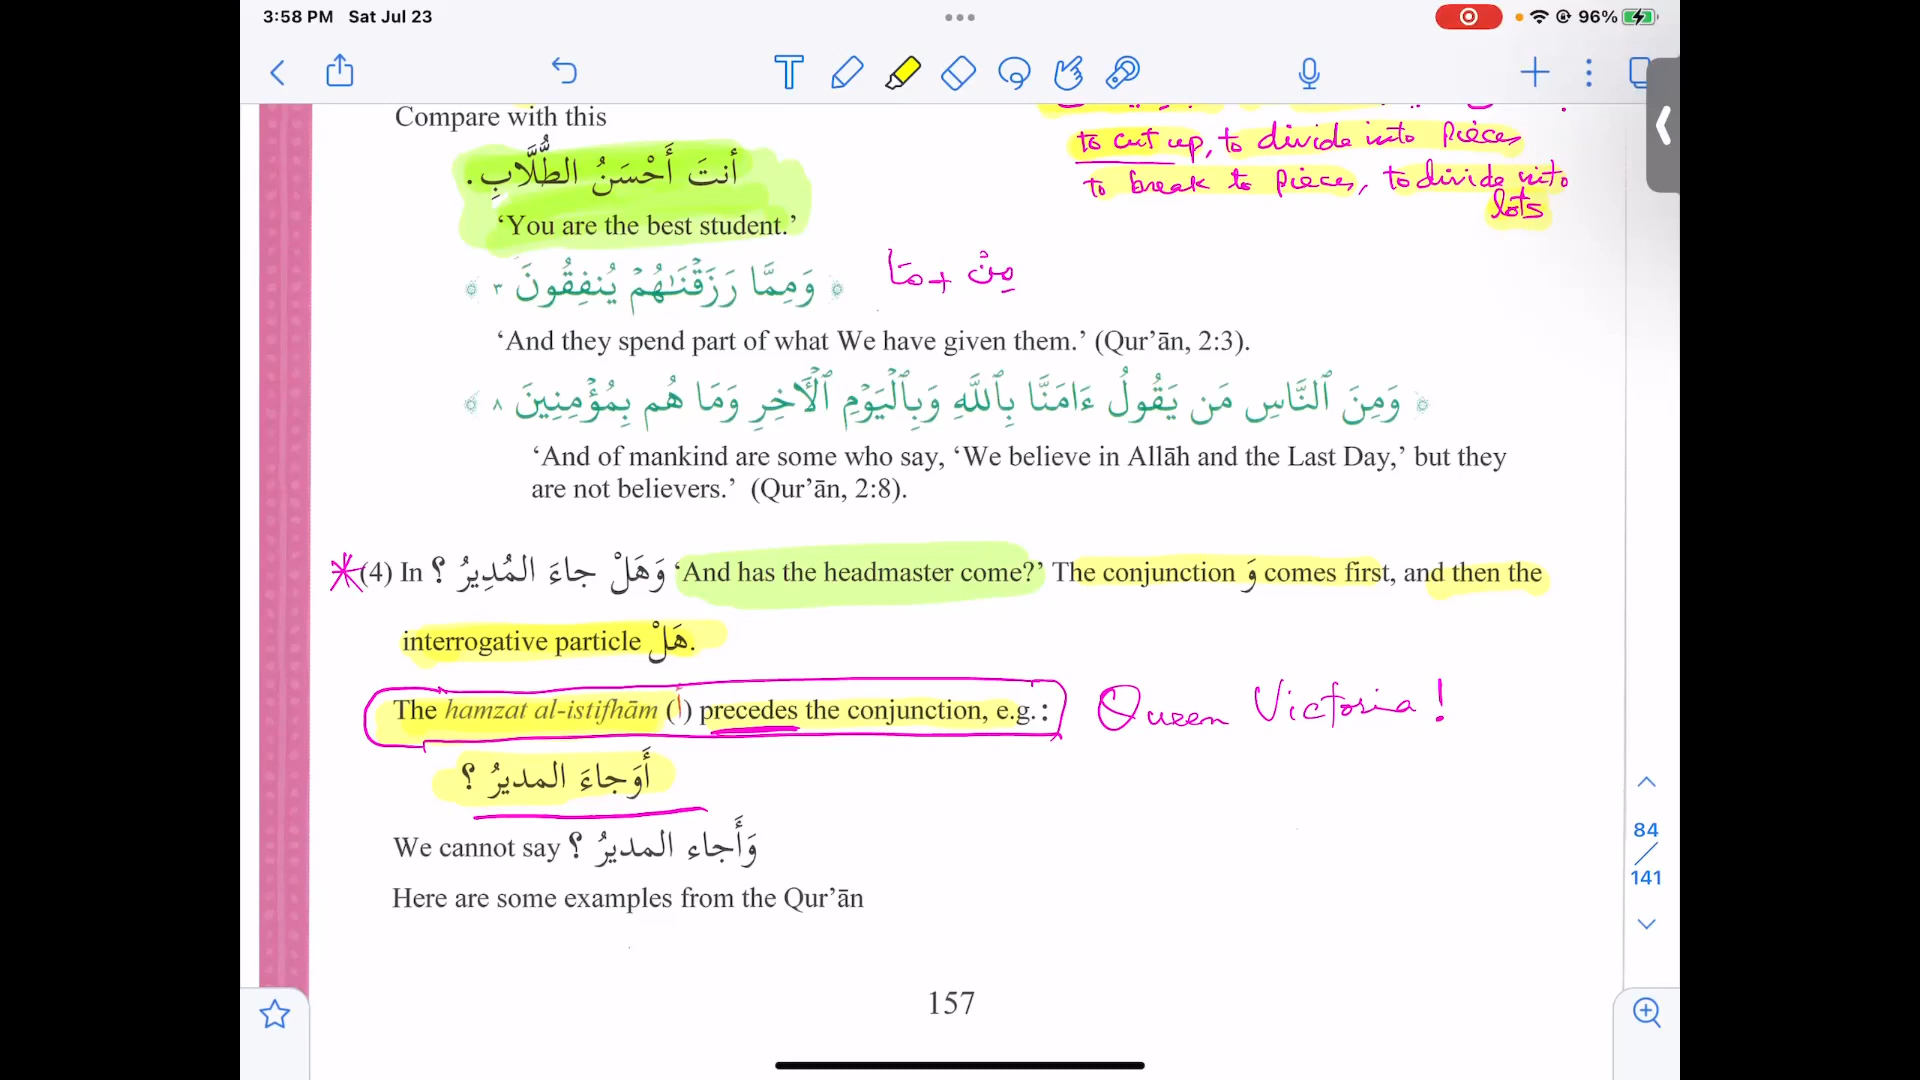 3:58 PM Sat Jul 23
96%
Compare with this
to cut up, to divide into pieces
to break to pieces, to divide into
lots
أنتَ أَحْسَنُ الطُّلَّابِ.
‘You are the best student.’
وَمِمَّا رَزَقْنَٰهُمْ يُنفِقُونَ ٣
مِنْ + مَا
‘And they spend part of what We have given them.’ (Qur’ān, 2:3).
وَمِنَ ٱلنَّاسِ مَن يَقُولُ ءَامَنَّا بِٱللَّهِ وَبِٱلْيَوْمِ ٱلْأَخِرِ وَمَا هُم بِمُؤْمِنِينَ ٨
‘And of mankind are some who say, ‘We believe in Allāh and the Last Day,’ but they
are not believers.’ (Qur’ān, 2:8).
*(4) In وَهَلْ جاءَ المُدِيرُ ؟ ‘And has the headmaster come?’ The conjunction وَ comes first, and then the
interrogative particle هَلْ.
The hamzat al-istifhām (أ) precedes the conjunction, e.g.:
Queen Victoria!
أَوَجاءَ المديرُ ؟
We cannot say وَأَجاء المديرُ ؟
Here are some examples from the Qur’ān
84
141
157